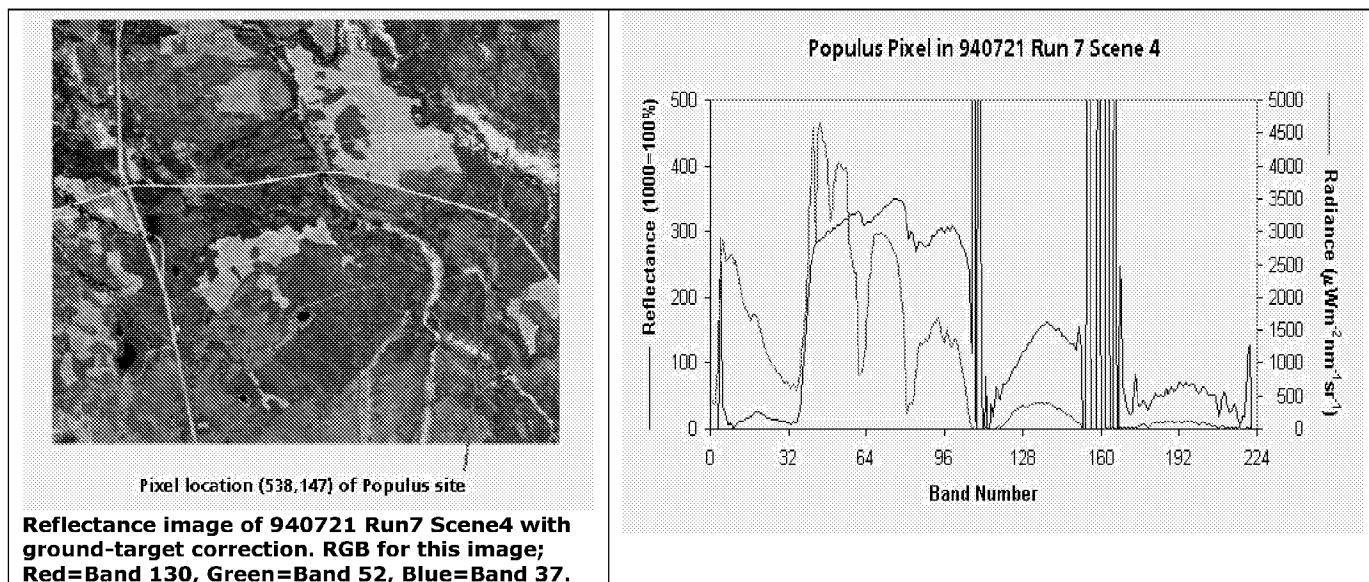 Pixel location (538,147) of Populus site
Reflectance image of 940721 Run7 Scene4 with
ground-target correction. RGB for this image;
Red=Band 130, Green=Band 52, Blue=Band 37.
Populus Pixel in 940721 Run 7 Scene 4
Reflectance (1000=100%)
500
400
300
200
100
0
5000
4500
4000
3500
3000
2500
2000
1500
1000
500
0
Radiance (μWm⁻²nm⁻¹sr⁻¹)
0 32 64 96 128 160 192 224
Band Number